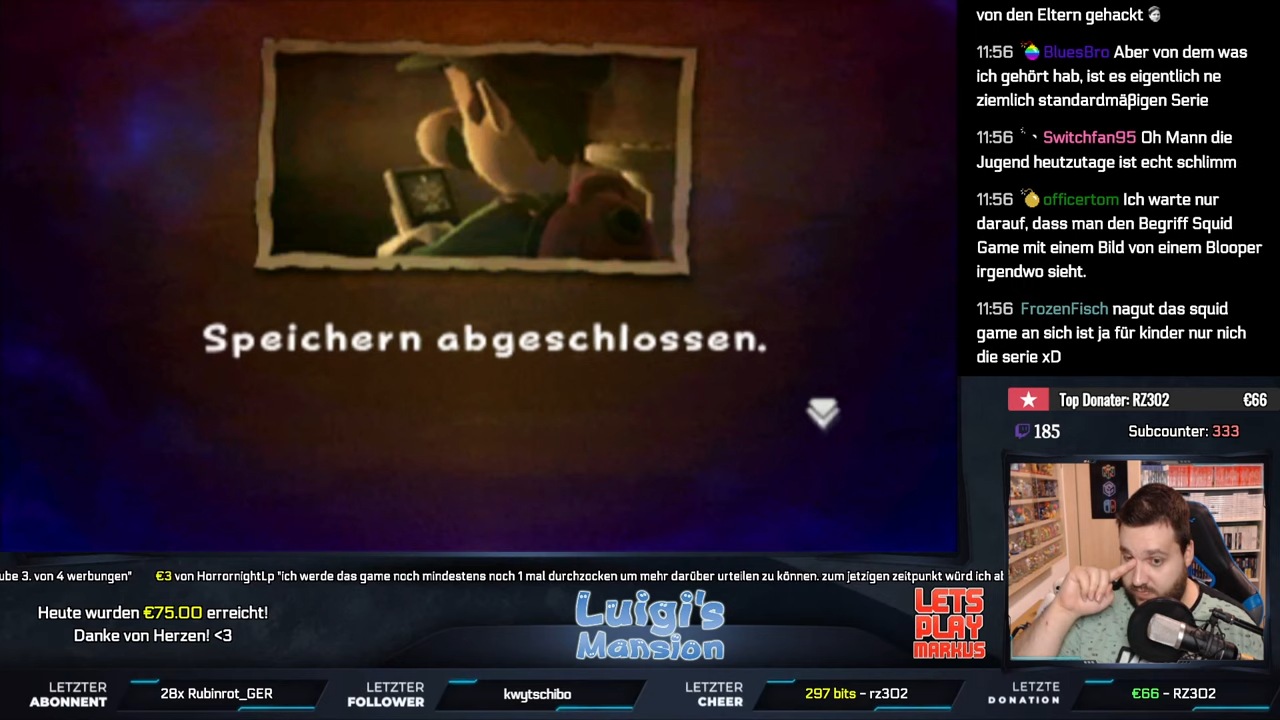 von den Eltern gehackt
11:56 BluesBro Aber von dem was
ich gehört hab, ist es eigentlich ne
ziemlich standardmäßigen Serie
11:56 Switchfan95 Oh Mann die
Jugend heutzutage ist echt schlimm
11:56 officertom Ich warte nur
darauf, dass man den Begriff Squid
Game mit einem Bild von einem Blooper
irgendwo sieht.
11:56 FrozenFisch nagut das squid
game an sich ist ja für kinder nur nich
die serie xD
Speichern abgeschlossen.
Top Donater: RZ302 €66
185 Subcounter: 333
ube 3. von 4 werbungen" €3 von HorrornightLp "ich werde das game noch mindestens noch 1 mal durchzocken um mehr darüber urteilen zu können. zum jetzigen zeitpunkt würd ich ab
Heute wurden €75.00 erreicht!
Danke von Herzen! <3
Luigi's
Mansion
LETS
PLAY
MARKUS
LETZTER
ABONNENT
28x Rubinrot_GER
LETZTER
FOLLOWER
kwytschibo
LETZTER
CHEER
297 bits - rz302
LETZTE
DONATION
€66 - RZ302